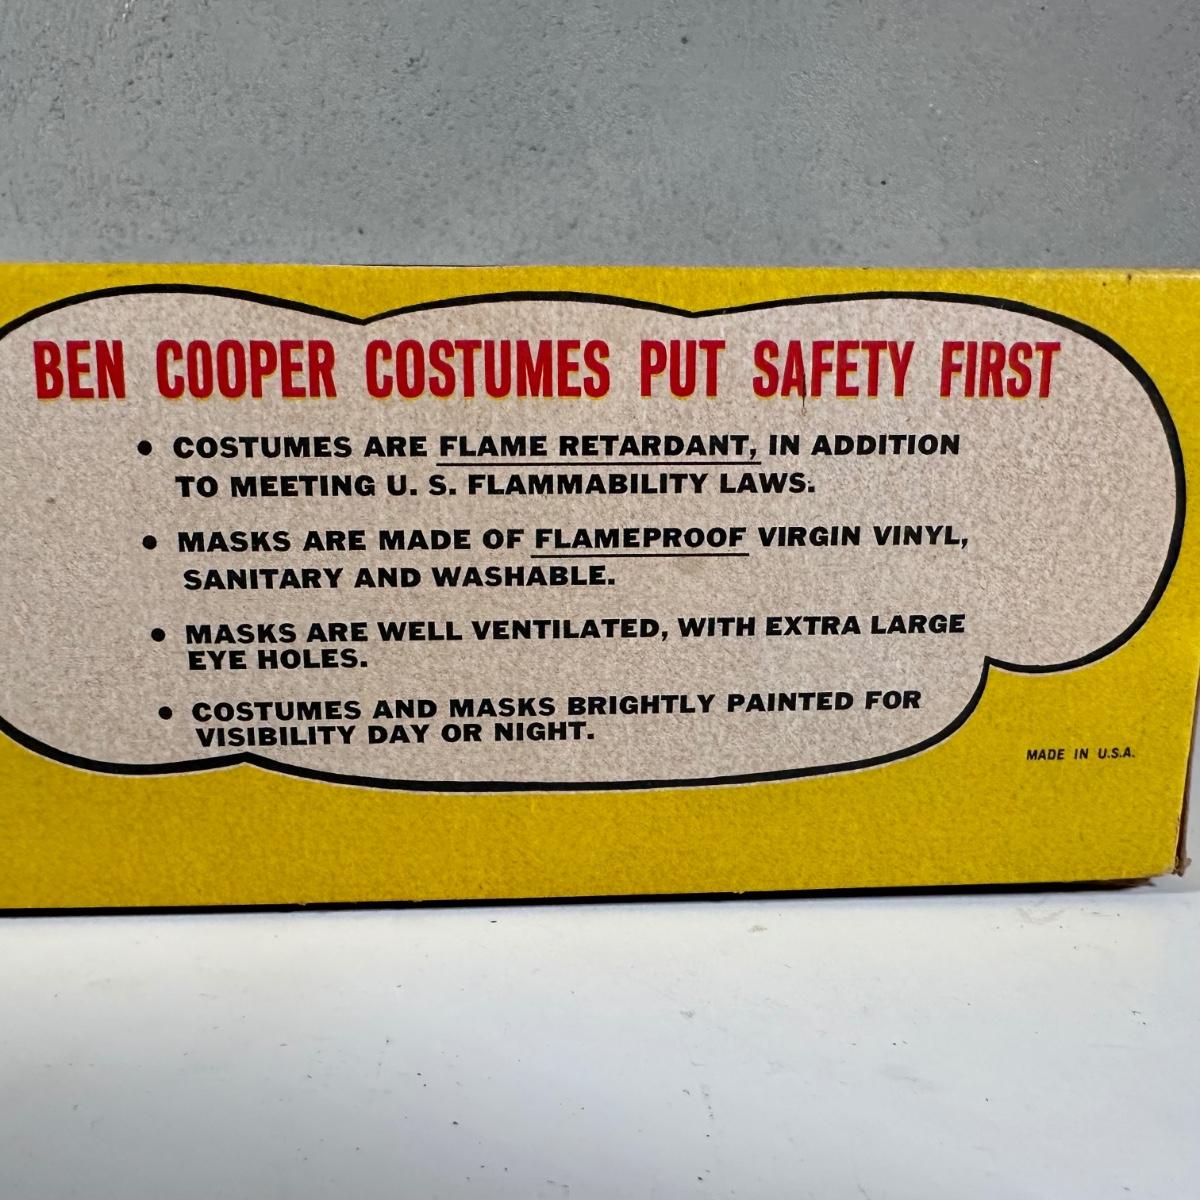 BEN COOPER COSTUMES PUT SAFETY FIRST
• COSTUMES ARE FLAME RETARDANT, IN ADDITION
TO MEETING U. S. FLAMMABILITY LAWS.
• MASKS ARE MADE OF FLAMEPROOF VIRGIN VINYL,
SANITARY AND WASHABLE.
• MASKS ARE WELL VENTILATED, WITH EXTRA LARGE
EYE HOLES.
• COSTUMES AND MASKS BRIGHTLY PAINTED FOR
VISIBILITY DAY OR NIGHT.
MADE IN U.S.A.